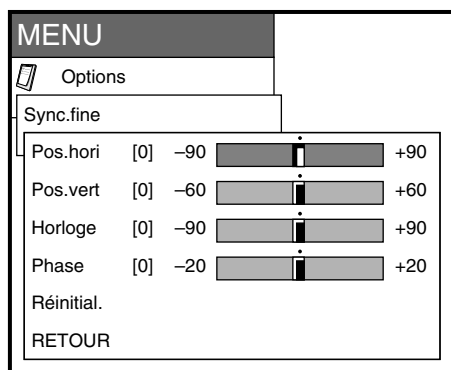 MENU
Options
Sync.fine
Pos.hori [0] –90 +90
Pos.vert [0] –60 +60
Horloge [0] –90 +90
Phase [0] –20 +20
Réinitial.
RETOUR